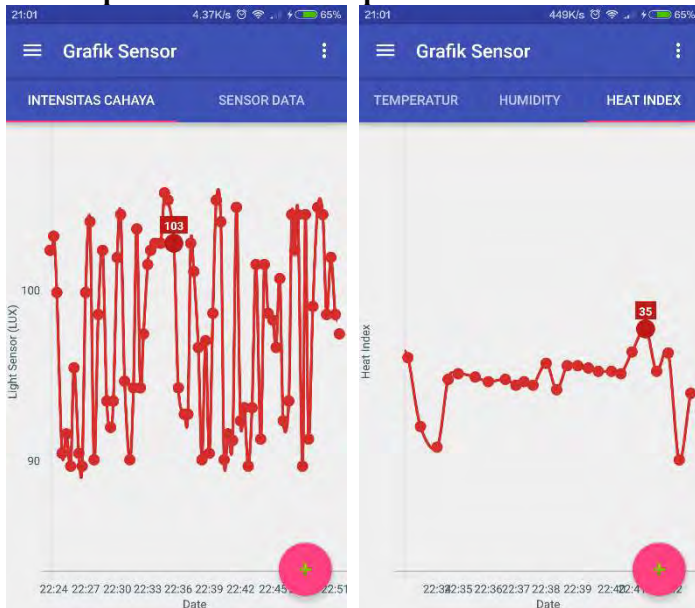 21:01 4.37K/s 65%
Grafik Sensor
INTENSITAS CAHAYA SENSOR DATA
103
100
90
Light Sensor (LUX)
22:24 22:27 22:30 22:33 22:36 22:39 22:42 22:45 22:51
Date
21:01 449K/s 65%
Grafik Sensor
TEMPERATUR HUMIDITY HEAT INDEX
35
Heat Index
22:35 22:36 22:37 22:38 22:39
Date